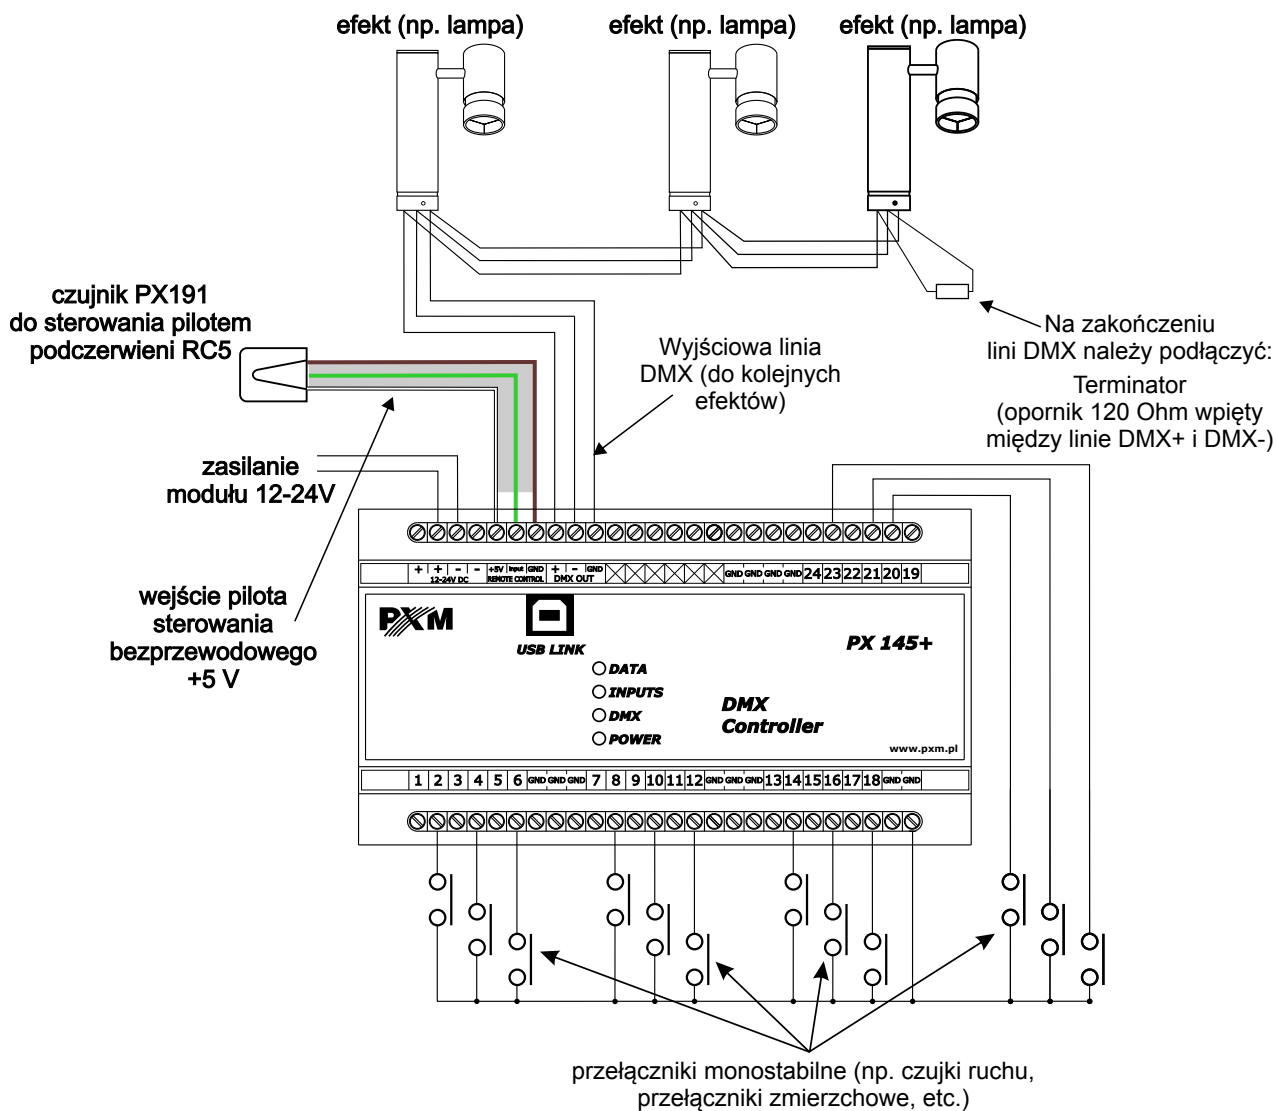 efekt (np. lampa) efekt (np. lampa) efekt (np. lampa)
czujnik PX191
do sterowania pilotem
podczerwieni RC5
Wyjściowa linia
DMX (do kolejnych
efektów)
Na zakończeniu
lini DMX należy podłączyć:
Terminator
(opornik 120 Ohm wpięty
między linie DMX+ i DMX-)
zasilanie
modułu 12-24V
wejście pilota
sterowania
bezprzewodowego
+5 V
+ + - - +5V Input GND + - GND GND GND GND GND 24 23 22 21 20 19
12-24V DC REMOTE CONTROL DMX OUT
PXM
USB LINK
PX 145+
DATA
INPUTS
DMX
POWER
DMX
Controller
www.pxm.pl
1 2 3 4 5 6 GND GND GND 7 8 9 10 11 12 GND GND GND 13 14 15 16 17 18 GND GND
przełączniki monostabilne (np. czujki ruchu,
przełączniki zmierzchowe, etc.)